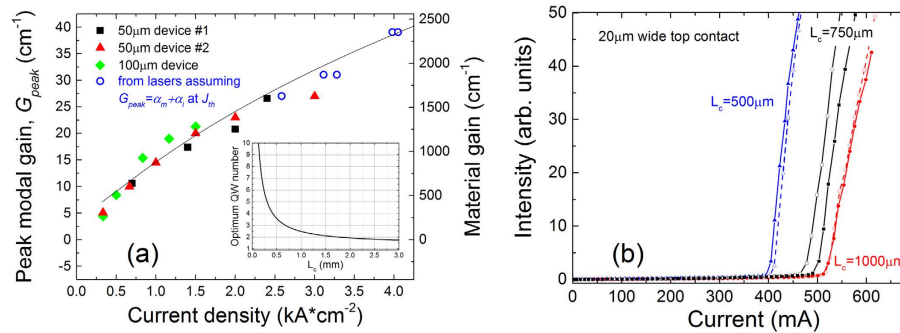 (a)
50μm device #1
50μm device #2
100μm device
from lasers assuming
G_peak=α_m+α_i at J_th
Peak modal gain, G_peak (cm⁻¹)
40
35
30
25
20
15
10
5
0
-5
Material gain (cm⁻¹)
2500
2000
1500
1000
500
0
0.0 0.5 1.0 1.5 2.0 2.5 3.0 3.5 4.0
Current density (kA*cm⁻²)
Optimum QW number
10
9
8
7
6
5
4
3
2
1
0.0 0.5 1.0 1.5 2.0 2.5 3.0
L_c (mm)
(b)
20μm wide top contact
L_c=500μm
L_c=750μm
L_c=1000μm
Intensity (arb. units)
50
40
30
20
10
0
0 100 200 300 400 500 600
Current (mA)